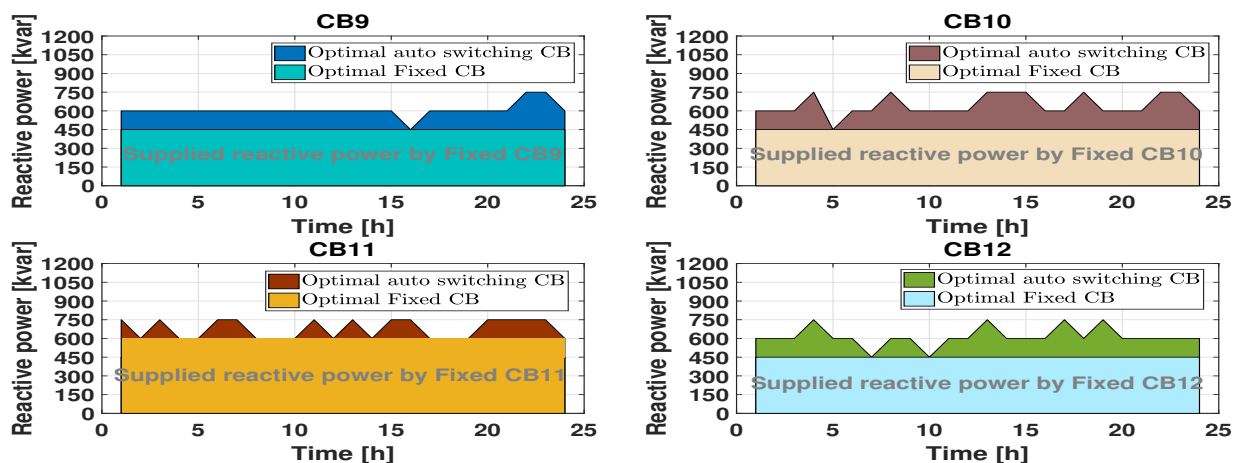 CB9
Reactive power [kvar]
1200
1050
900
750
600
450
300
150
0
Optimal auto switching CB
Optimal Fixed CB
Supplied reactive power by Fixed CB9
0 5 10 15 20 25
Time [h]
CB10
Reactive power [kvar]
1200
1050
900
750
600
450
300
150
0
Optimal auto switching CB
Optimal Fixed CB
Supplied reactive power by Fixed CB10
0 5 10 15 20 25
Time [h]
CB11
Reactive power [kvar]
1200
1050
900
750
600
450
300
150
0
Optimal auto switching CB
Optimal Fixed CB
Supplied reactive power by Fixed CB11
0 5 10 15 20 25
Time [h]
CB12
Reactive power [kvar]
1200
1050
900
750
600
450
300
150
0
Optimal auto switching CB
Optimal Fixed CB
Supplied reactive power by Fixed CB12
0 5 10 15 20 25
Time [h]